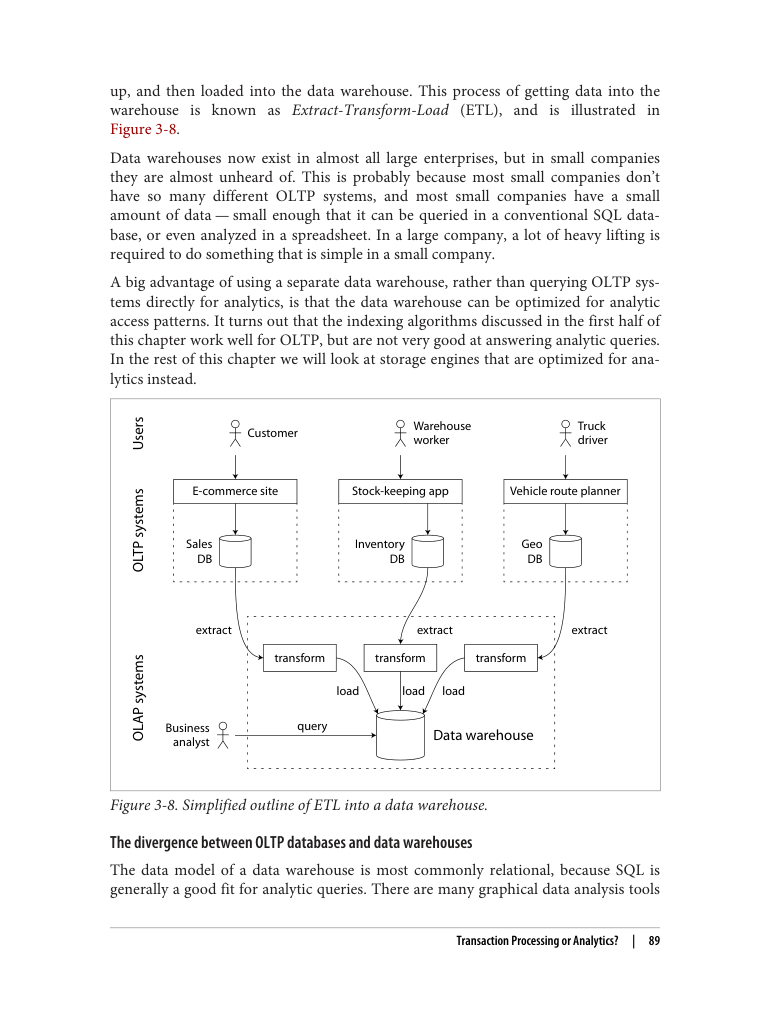 up, and then loaded into the data warehouse. This process of getting data into the
warehouse is known as Extract-Transform-Load (ETL), and is illustrated in
Figure 3-8.
Data warehouses now exist in almost all large enterprises, but in small companies
they are almost unheard of. This is probably because most small companies don’t
have so many different OLTP systems, and most small companies have a small
amount of data — small enough that it can be queried in a conventional SQL data-
base, or even analyzed in a spreadsheet. In a large company, a lot of heavy lifting is
required to do something that is simple in a small company.
A big advantage of using a separate data warehouse, rather than querying OLTP sys-
tems directly for analytics, is that the data warehouse can be optimized for analytic
access patterns. It turns out that the indexing algorithms discussed in the first half of
this chapter work well for OLTP, but are not very good at answering analytic queries.
In the rest of this chapter we will look at storage engines that are optimized for ana-
lytics instead.
Users
Customer
Warehouse
worker
Truck
driver
OLTP systems
E-commerce site
Stock-keeping app
Vehicle route planner
Sales
DB
Inventory
DB
Geo
DB
extract
extract
extract
OLAP systems
transform
transform
transform
load
load
load
Business
analyst
query
Data warehouse
Figure 3-8. Simplified outline of ETL into a data warehouse.
The divergence between OLTP databases and data warehouses
The data model of a data warehouse is most commonly relational, because SQL is
generally a good fit for analytic queries. There are many graphical data analysis tools
Transaction Processing or Analytics? | 89